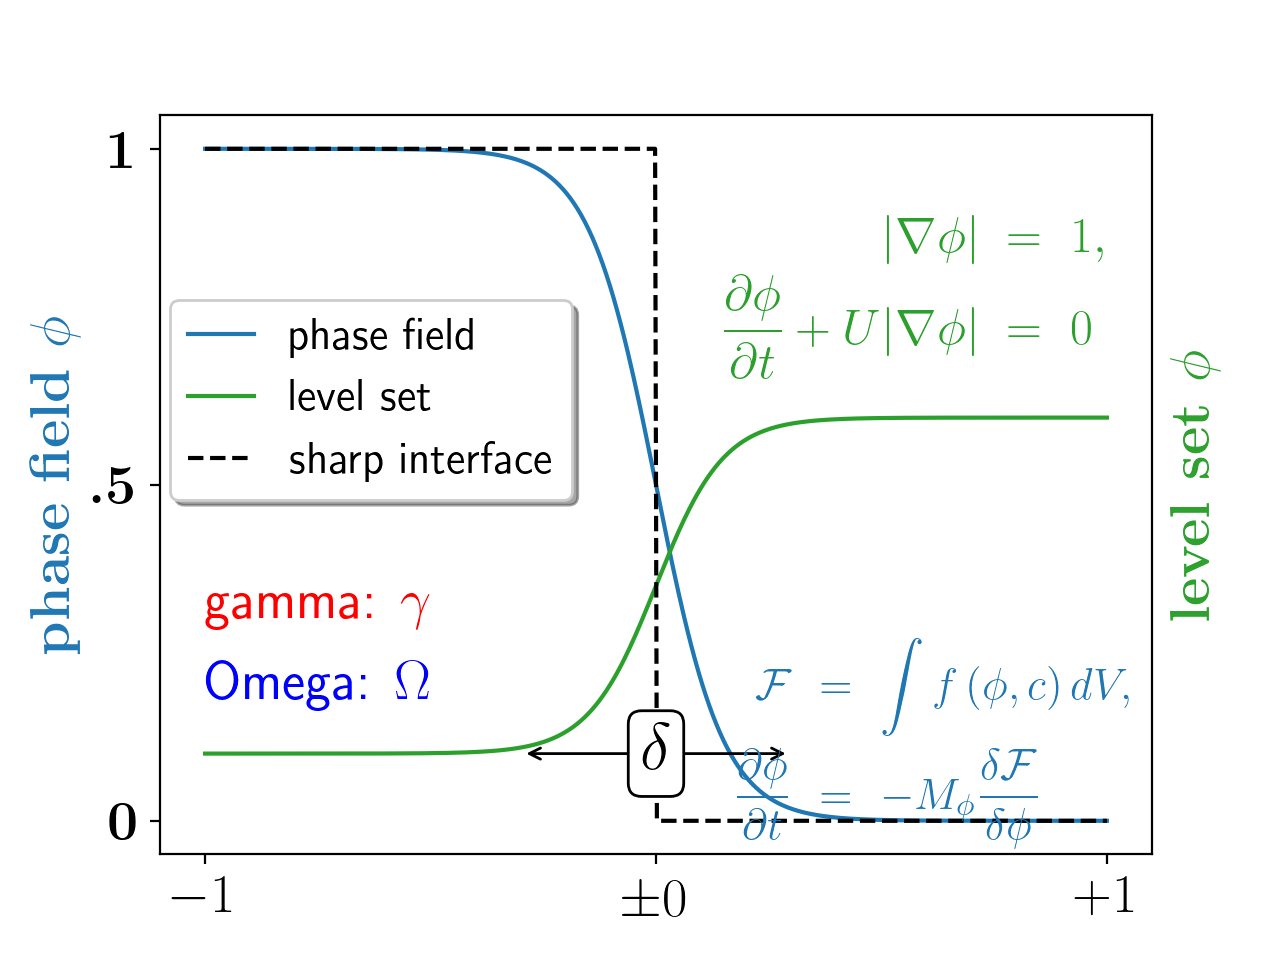 1
.5
0
phase field ϕ
phase field
level set
sharp interface
gamma: γ
Omega: Ω
|∇ϕ| = 1,
∂ϕ/∂t + U|∇ϕ| = 0
level set ϕ
δ
ℱ = ∫ f (ϕ, c) dV,
∂ϕ/∂t = −M_ϕ δℱ/δϕ
−1 ±0 +1